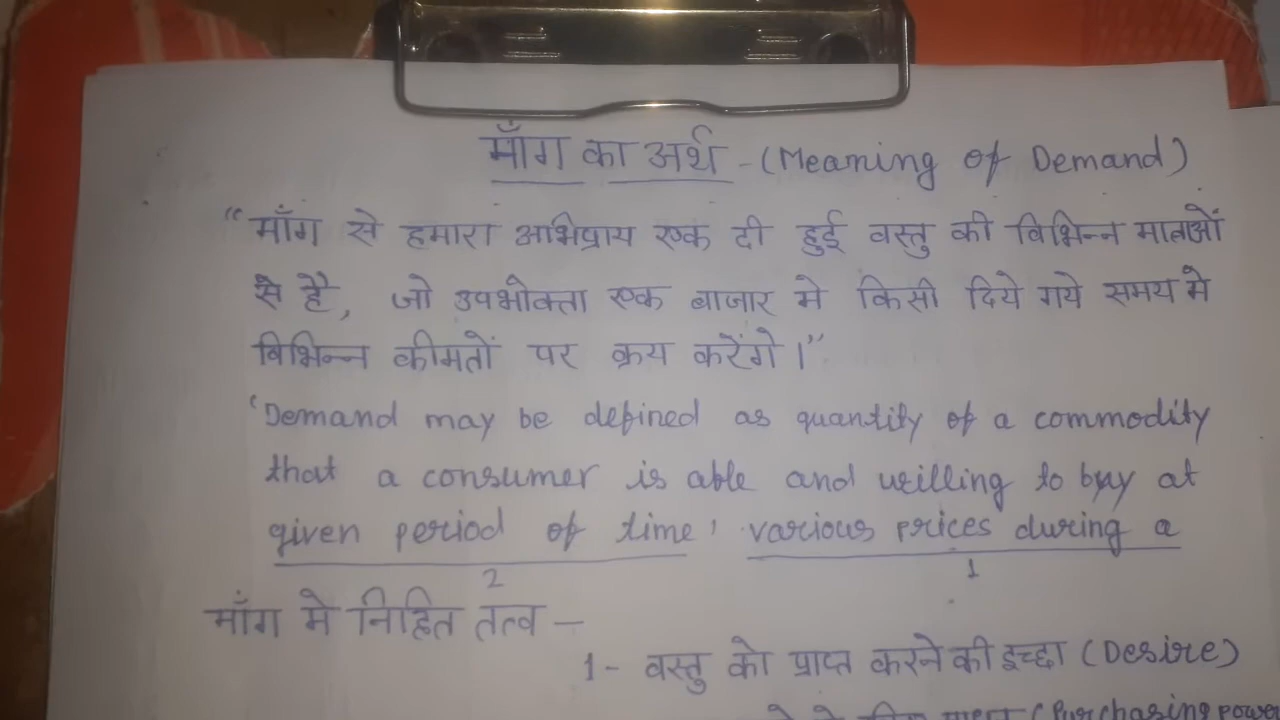 माँग का अर्थ - (Meaning of Demand)
“माँग से हमारा अभिप्राय एक दी हुई वस्तु की विभिन्न मात्राओं
से है, जो उपभोक्ता एक बाजार मे किसी दिये गये समय मे
विभिन्न कीमतों पर क्रय करेंगे।”
‘Demand may be defined as quantity of a commodity
that a consumer is able and willing to buy at
given period of time’ various prices during a
2 1
माँग मे निहित तत्व —
1- वस्तु को प्राप्त करने की इच्छा (Desire)
(Purchasing power